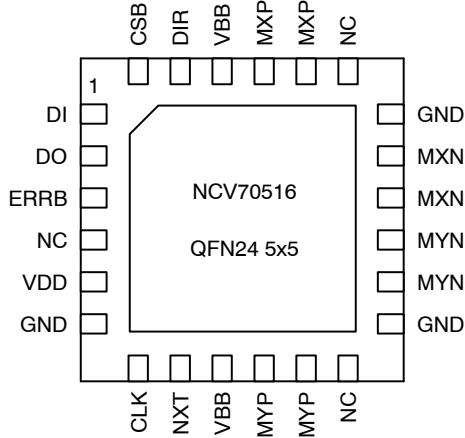 CSB
DIR
VBB
MXP
MXP
NC
1
DI
DO
ERRB
NC
VDD
GND
NCV70516
QFN24 5x5
GND
MXN
MXN
MYN
MYN
GND
CLK
NXT
VBB
MYP
MYP
NC